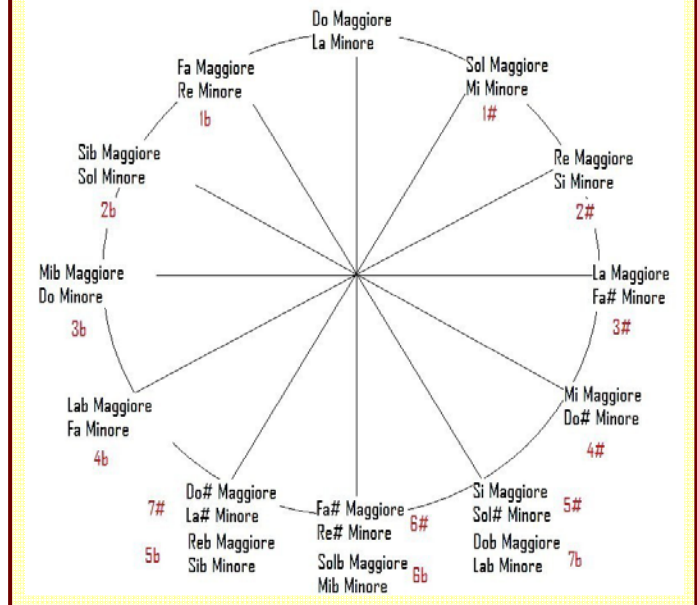 Do Maggiore
La Minore
Sol Maggiore
Mi Minore
1#
Re Maggiore
Si Minore
2#
La Maggiore
Fa# Minore
3#
Mi Maggiore
Do# Minore
4#
Si Maggiore
Sol# Minore
5#
Dob Maggiore
Lab Minore
7b
Fa# Maggiore
Re# Minore
6#
Solb Maggiore
Mib Minore
6b
Do# Maggiore
La# Minore
7#
Reb Maggiore
Sib Minore
5b
Lab Maggiore
Fa Minore
4b
Mib Maggiore
Do Minore
3b
Sib Maggiore
Sol Minore
2b
Fa Maggiore
Re Minore
1b